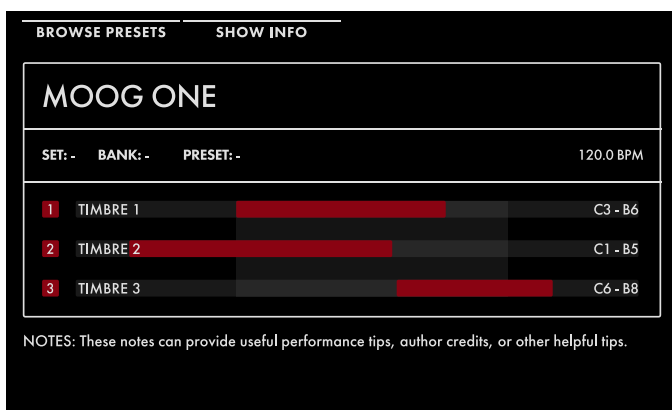 BROWSE PRESETS SHOW INFO
MOOG ONE
SET: - BANK: - PRESET: - 120.0 BPM
1 TIMBRE 1 C3 - B6
2 TIMBRE 2 C1 - B5
3 TIMBRE 3 C6 - B8
NOTES: These notes can provide useful performance tips, author credits, or other helpful tips.